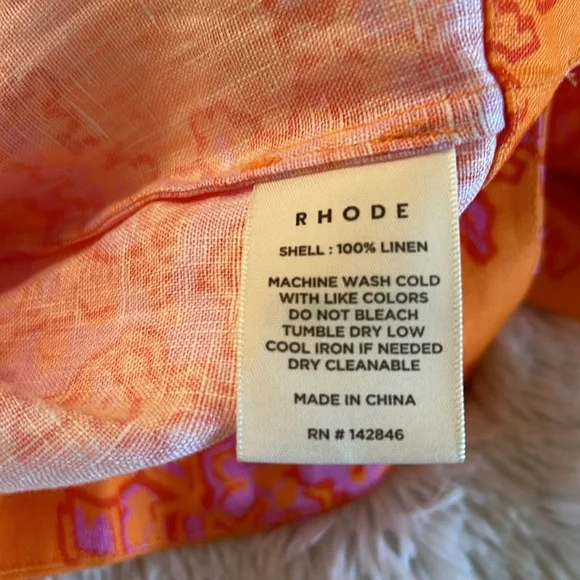 RHODE
SHELL : 100% LINEN
MACHINE WASH COLD
WITH LIKE COLORS
DO NOT BLEACH
TUMBLE DRY LOW
COOL IRON IF NEEDED
DRY CLEANABLE
MADE IN CHINA
RN # 142846